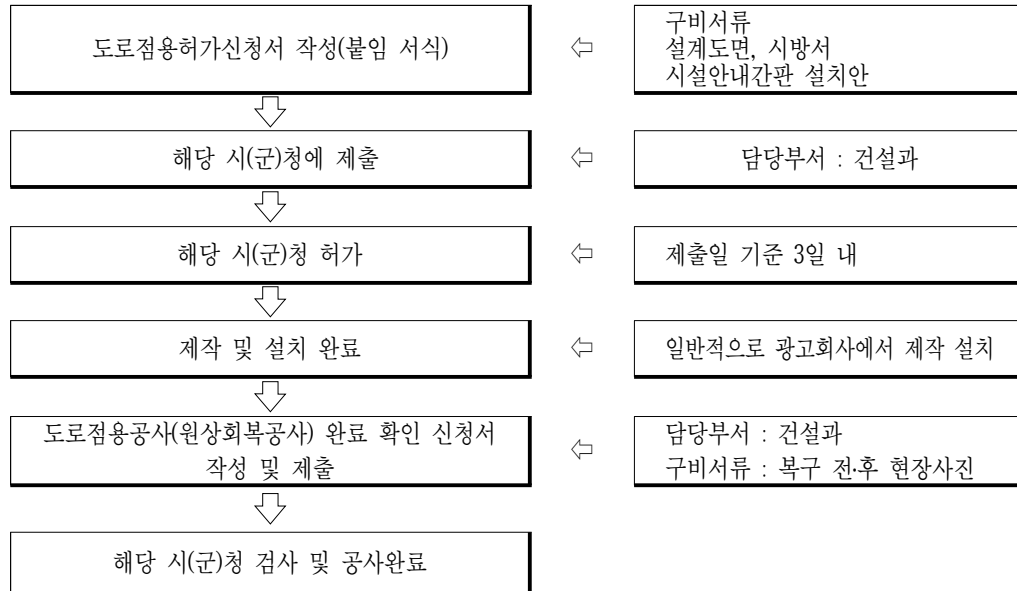 도로점용허가신청서 작성(붙임 서식)
⇦
구비서류
설계도면, 시방서
시설안내간판 설치안
해당 시(군)청에 제출
⇦
담당부서 : 건설과
해당 시(군)청 허가
⇦
제출일 기준 3일 내
제작 및 설치 완료
⇦
일반적으로 광고회사에서 제작 설치
도로점용공사(원상회복공사) 완료 확인 신청서
작성 및 제출
⇦
담당부서 : 건설과
구비서류 : 복구 전·후 현장사진
해당 시(군)청 검사 및 공사완료